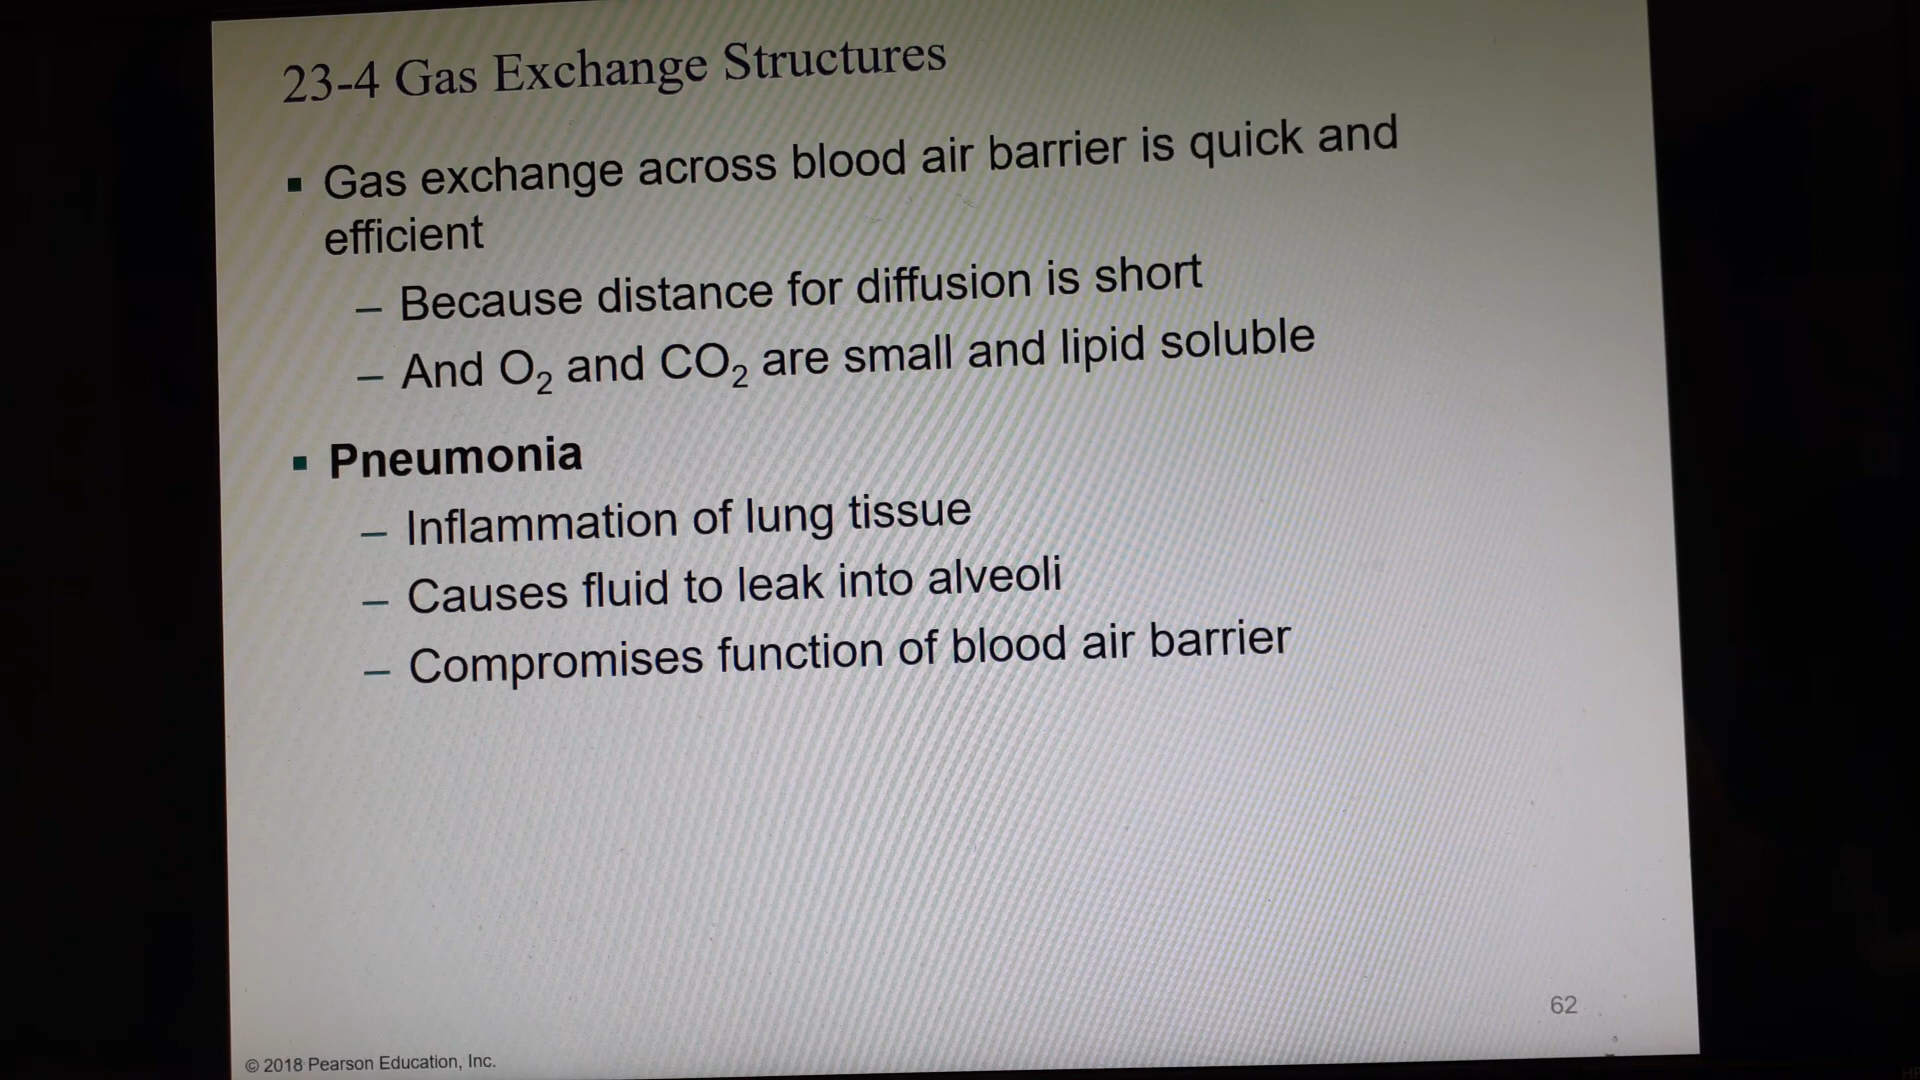 23-4 Gas Exchange Structures
▪ Gas exchange across blood air barrier is quick and
efficient
– Because distance for diffusion is short
– And O₂ and CO₂ are small and lipid soluble
▪ Pneumonia
– Inflammation of lung tissue
– Causes fluid to leak into alveoli
– Compromises function of blood air barrier
62
© 2018 Pearson Education, Inc.